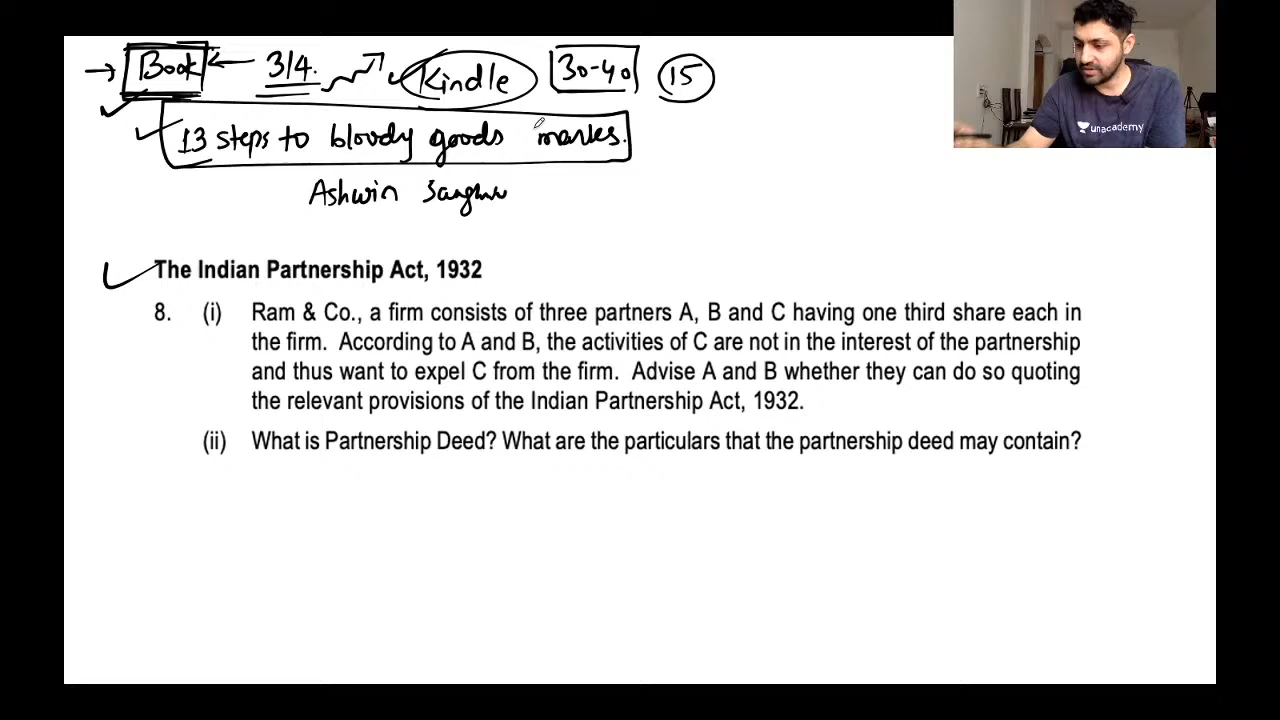 → Book ← 3/4. Kindle 30-40 15
13 steps to bloody goods marks.
Ashwin
unacademy
The Indian Partnership Act, 1932
8. (i) Ram & Co., a firm consists of three partners A, B and C having one third share each in
the firm. According to A and B, the activities of C are not in the interest of the partnership
and thus want to expel C from the firm. Advise A and B whether they can do so quoting
the relevant provisions of the Indian Partnership Act, 1932.
(ii) What is Partnership Deed? What are the particulars that the partnership deed may contain?